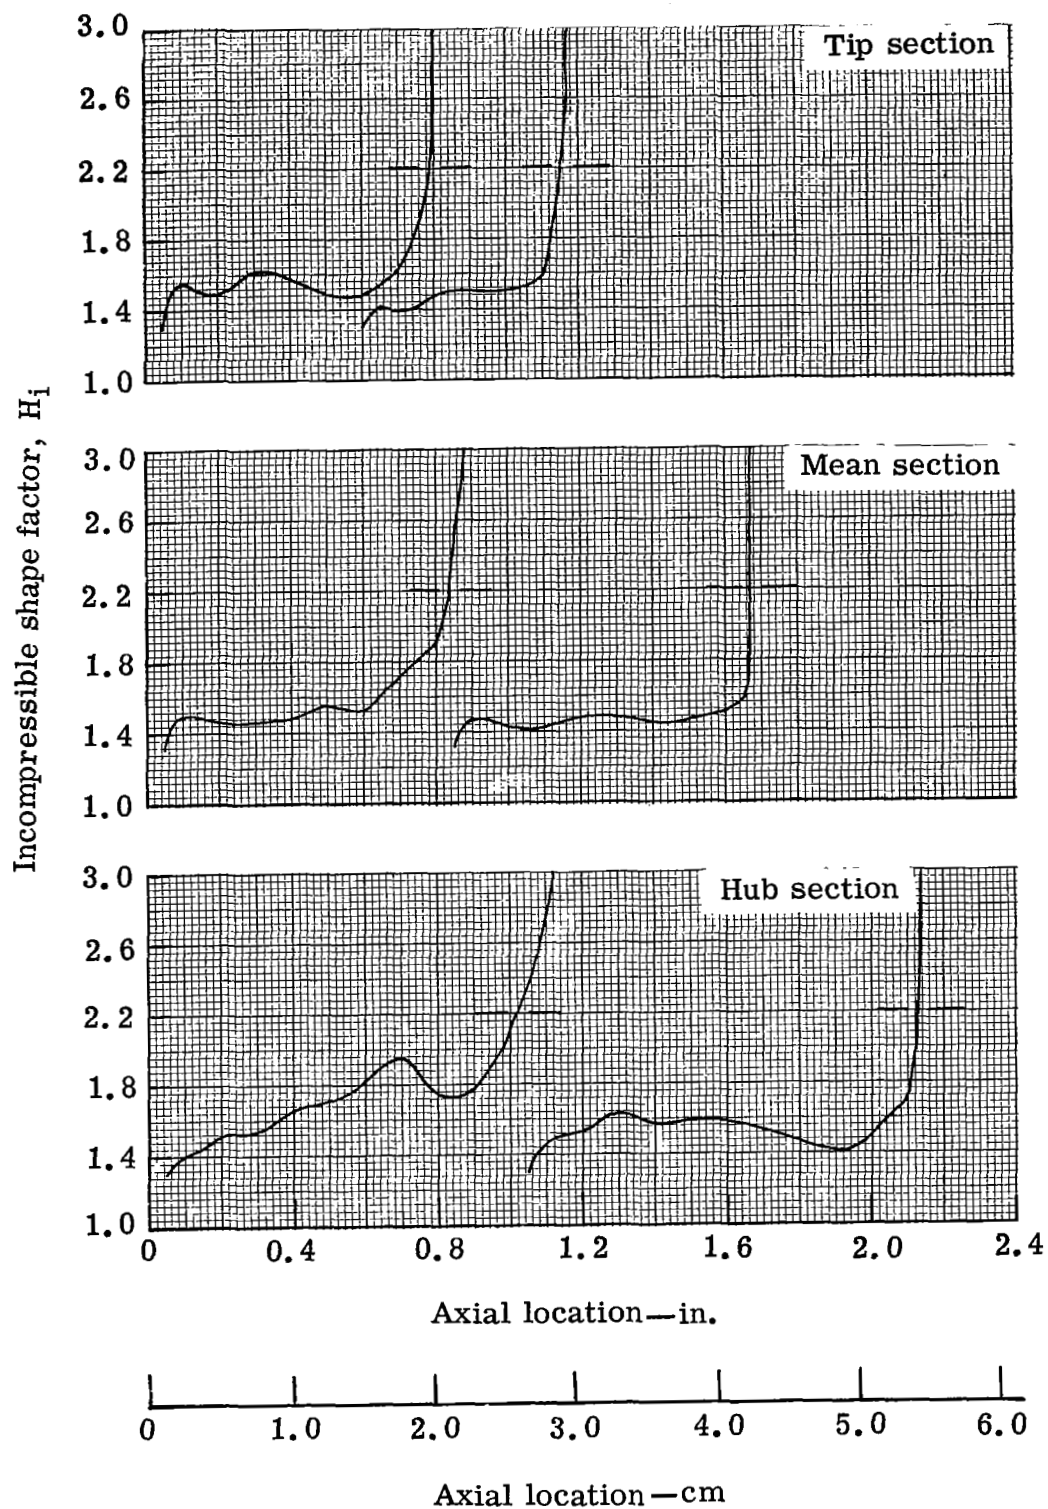 Incompressible shape factor, Hi
Tip section
3.0
2.6
2.2
1.8
1.4
1.0
Mean section
3.0
2.6
2.2
1.8
1.4
1.0
Hub section
3.0
2.6
2.2
1.8
1.4
1.0
0 0.4 0.8 1.2 1.6 2.0 2.4
Axial location—in.
0 1.0 2.0 3.0 4.0 5.0 6.0
Axial location—cm